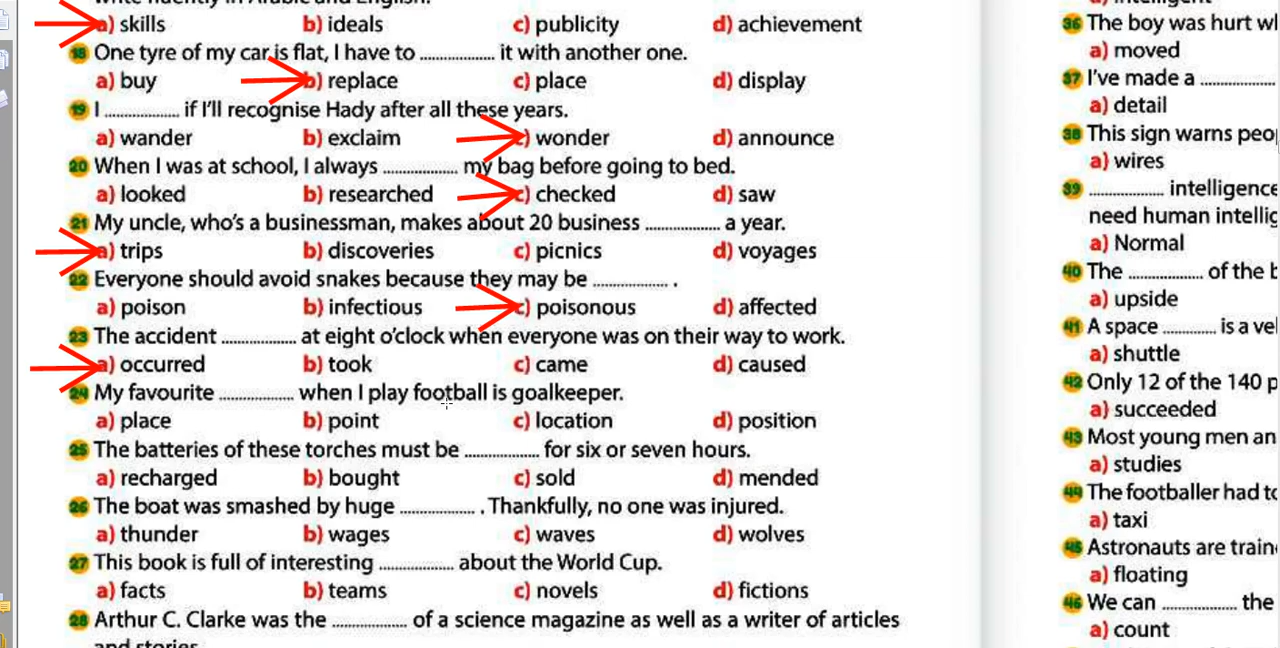 write fluently in Arabic and English.
a) skills b) ideals c) publicity d) achievement
18 One tyre of my car is flat, I have to .................. it with another one.
a) buy b) replace c) place d) display
19 I .................. if I'll recognise Hady after all these years.
a) wander b) exclaim c) wonder d) announce
20 When I was at school, I always .................. my bag before going to bed.
a) looked b) researched c) checked d) saw
21 My uncle, who's a businessman, makes about 20 business .................. a year.
a) trips b) discoveries c) picnics d) voyages
22 Everyone should avoid snakes because they may be .................. .
a) poison b) infectious c) poisonous d) affected
23 The accident .................. at eight o'clock when everyone was on their way to work.
a) occurred b) took c) came d) caused
24 My favourite .................. when I play football is goalkeeper.
a) place b) point c) location d) position
25 The batteries of these torches must be .................. for six or seven hours.
a) recharged b) bought c) sold d) mended
26 The boat was smashed by huge .................. . Thankfully, no one was injured.
a) thunder b) wages c) waves d) wolves
27 This book is full of interesting .................. about the World Cup.
a) facts b) teams c) novels d) fictions
28 Arthur C. Clarke was the .................. of a science magazine as well as a writer of articles
and stories.
a) intelligent
36 The boy was hurt
a) moved
37 I've made a ..................
a) detail
38 This sign warns
a) wires
39 .................. intelligence
need human
a) Normal
40 The .................. of the
a) upside
41 A space ............. is a
a) shuttle
42 Only 12 of the 140
a) succeeded
43 Most young men
a) studies
44 The footballer had
a) taxi
45 Astronauts are
a) floating
46 We can .................. the
a) count